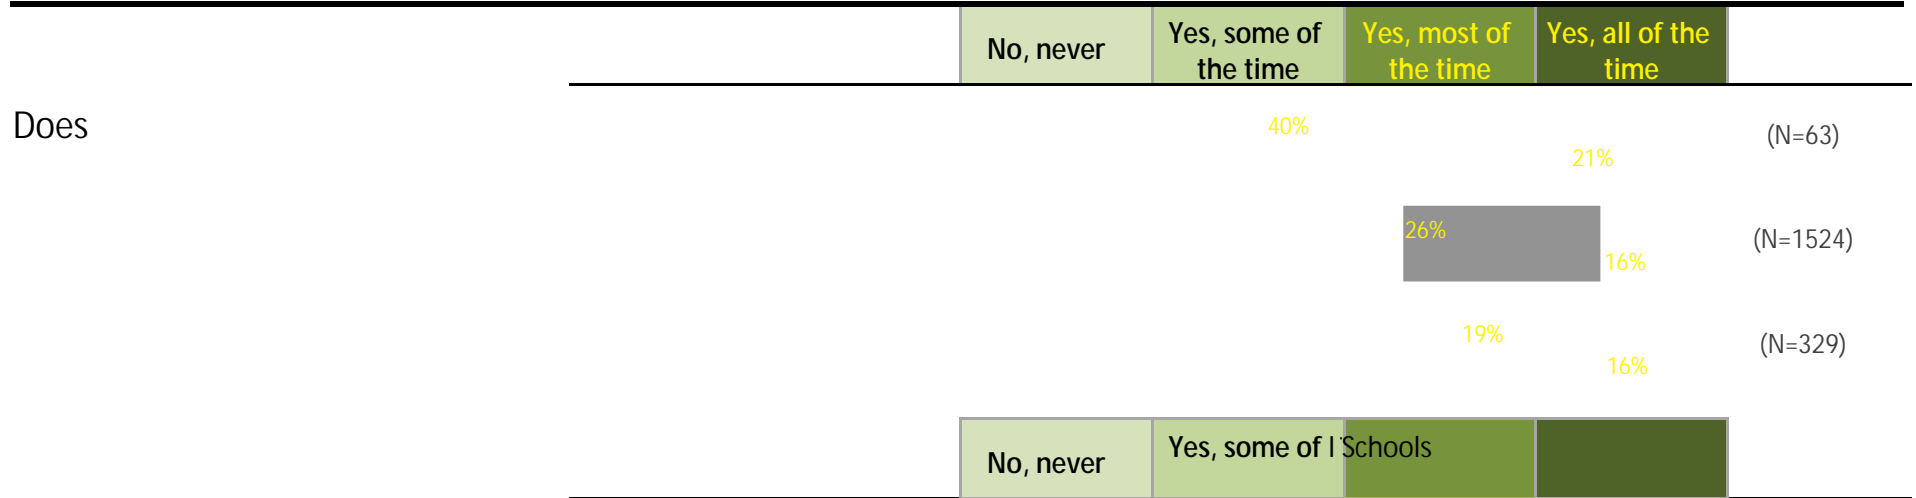 No, never
Yes, some of the time
Yes, most of the time
Yes, all of the time
Does
40%
21%
(N=63)
26%
16%
(N=1524)
19%
16%
(N=329)
No, never
Yes, some of
Schools